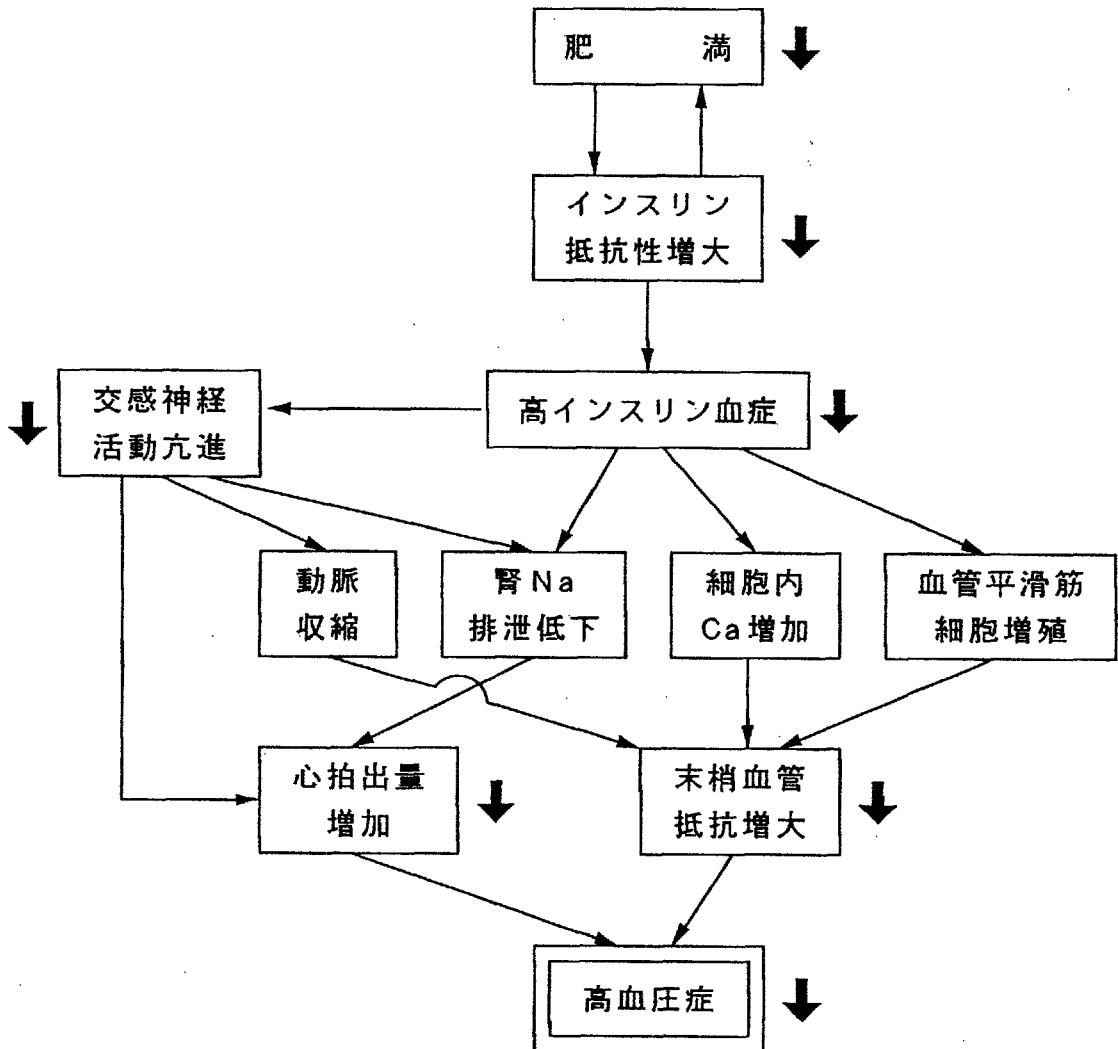 肥 満
インスリン
抵抗性増大
交感神経
活動亢進
高インスリン血症
動脈
収縮
腎Na
排泄低下
細胞内
Ca増加
血管平滑筋
細胞増殖
心拍出量
増加
末梢血管
抵抗増大
高血圧症